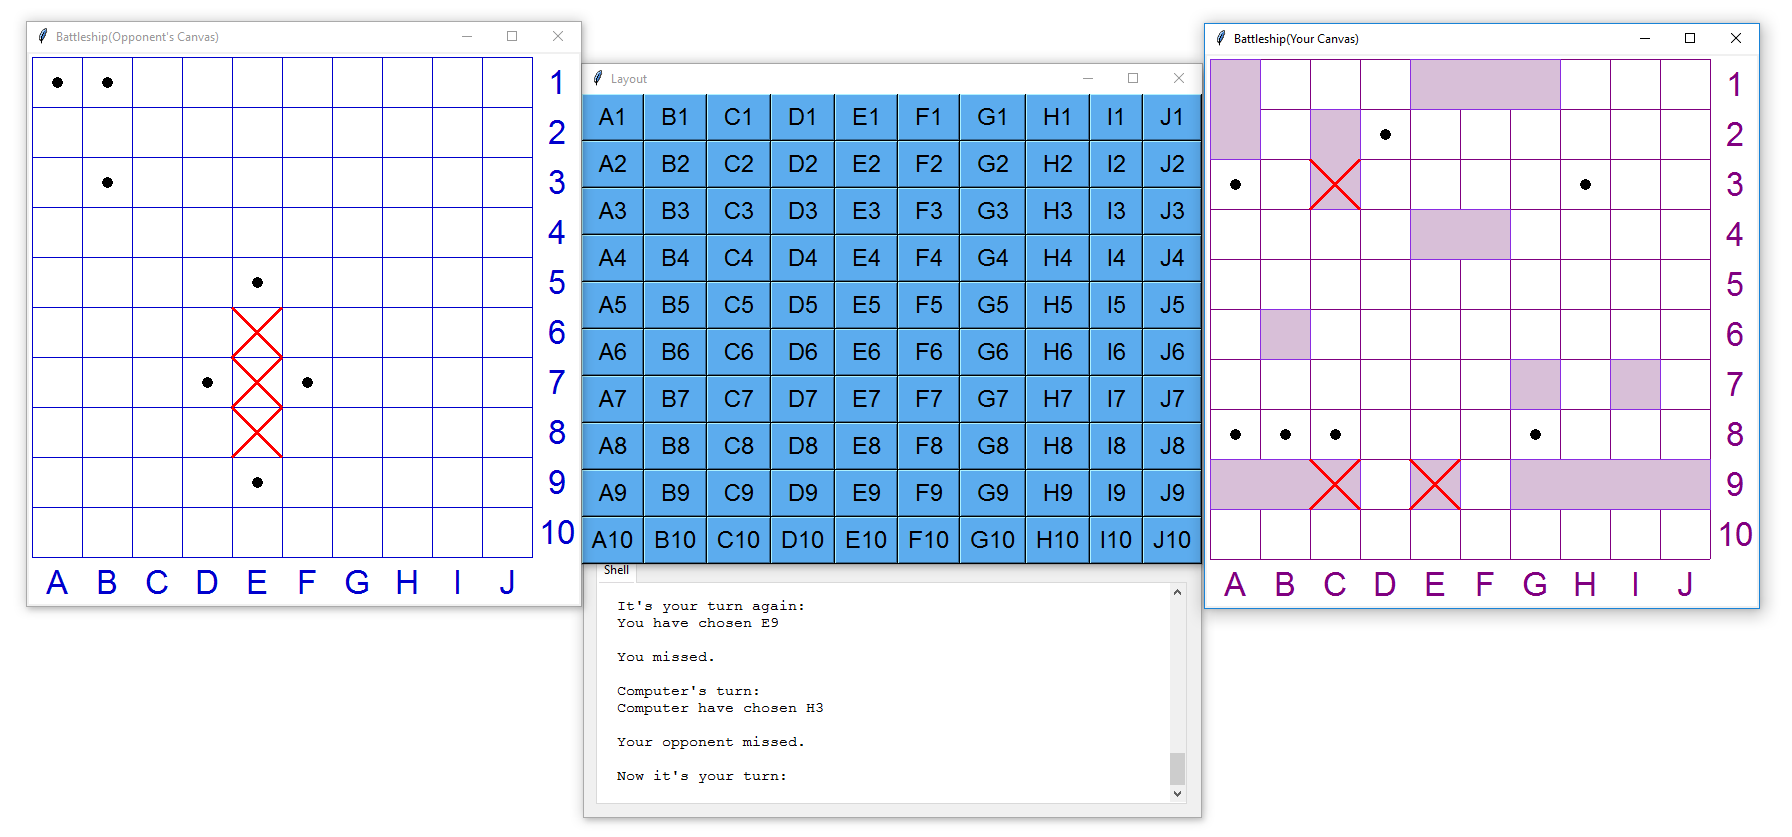 Battleship(Opponent's Canvas)
1
2
3
4
5
6
7
8
9
10
A B C D E F G H I J
Layout
A1 B1 C1 D1 E1 F1 G1 H1 I1 J1
A2 B2 C2 D2 E2 F2 G2 H2 I2 J2
A3 B3 C3 D3 E3 F3 G3 H3 I3 J3
A4 B4 C4 D4 E4 F4 G4 H4 I4 J4
A5 B5 C5 D5 E5 F5 G5 H5 I5 J5
A6 B6 C6 D6 E6 F6 G6 H6 I6 J6
A7 B7 C7 D7 E7 F7 G7 H7 I7 J7
A8 B8 C8 D8 E8 F8 G8 H8 I8 J8
A9 B9 C9 D9 E9 F9 G9 H9 I9 J9
A10 B10 C10 D10 E10 F10 G10 H10 I10 J10
Shell
It's your turn again:
You have chosen E9
You missed.
Computer's turn:
Computer have chosen H3
Your opponent missed.
Now it's your turn:
Battleship(Your Canvas)
1
2
3
4
5
6
7
8
9
10
A B C D E F G H I J